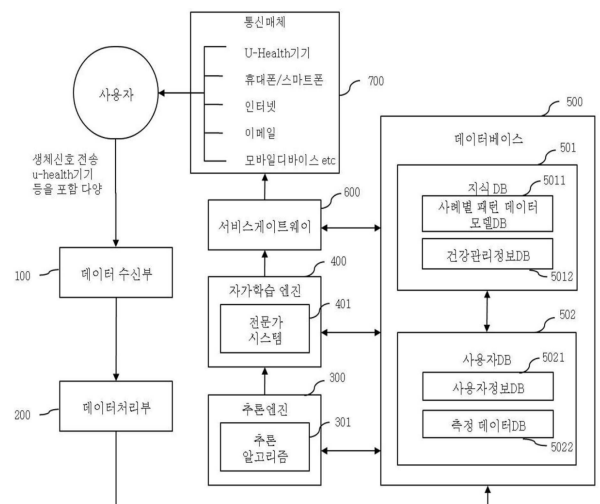 통신매체
U-Health기기
휴대폰/스마트폰
인터넷
이메일
모바일디바이스 etc
700
사용자
생체신호 전송
u-health기기
등을 포함 다양
100
데이터 수신부
200
데이터처리부
600
서비스게이트웨이
400
자가학습 엔진
401
전문가
시스템
300
추론엔진
301
추론
알고리즘
500
데이터베이스
501
지식 DB
5011
사례별 패턴 데이터
모델DB
건강관리정보DB
5012
502
사용자DB
5021
사용자정보DB
측정 데이터DB
5022